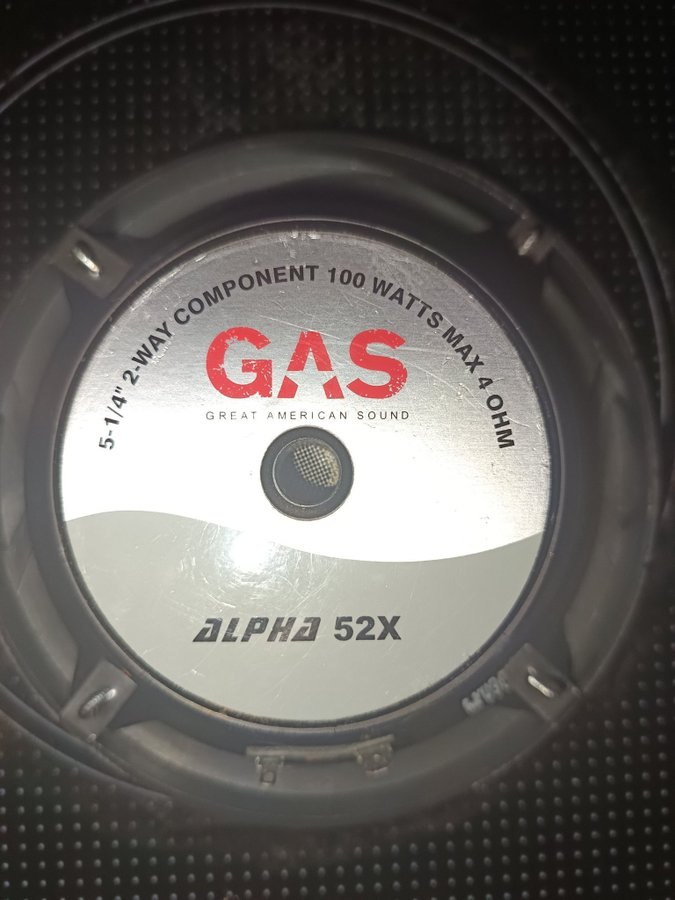 5-1/4" 2-WAY COMPONENT 100 WATTS MAX 4 OHM
GAS
GREAT AMERICAN SOUND
ALPHA 52X